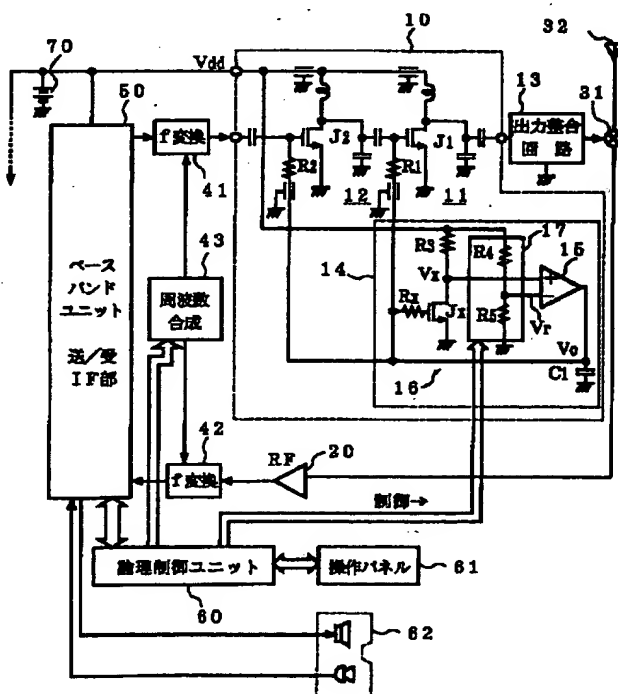 70
50
Vdd
10
32
13
31
f変換
41
J2
J1
出力整合
回路
R2
R1
12
11
43
17
ベース
バンド
ユニット
周波数
合成
14
R3
R4
15
Vx
Rx
Jx
R5
Vr
Vo
C1
送/受
IF部
16
42
RF
20
f変換
制御→
論理制御ユニット
操作パネル
61
60
62